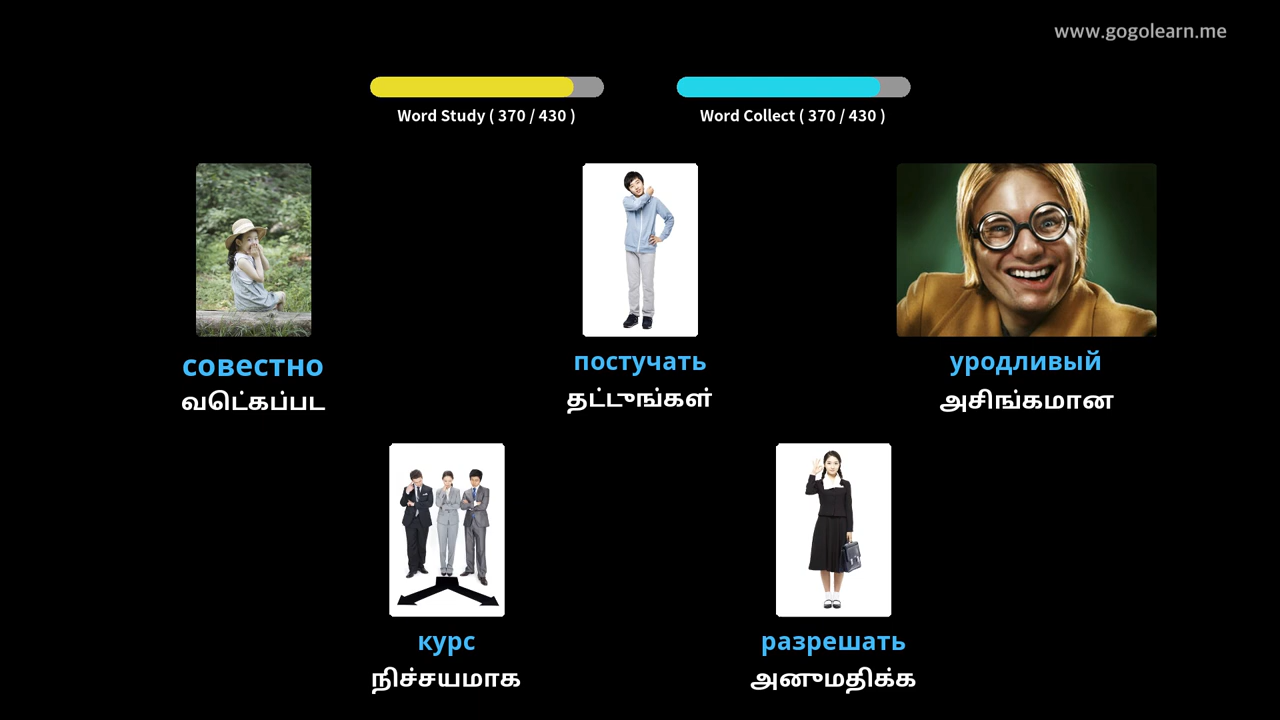 www.gogolearn.me
Word Study ( 370 / 430 )
Word Collect ( 370 / 430 )
совестно
வெட்கப்பட
постучать
தட்டுங்கள்
уродливый
அசிங்கமான
курс
நிச்சயமாக
разрешать
அனுமதிக்க